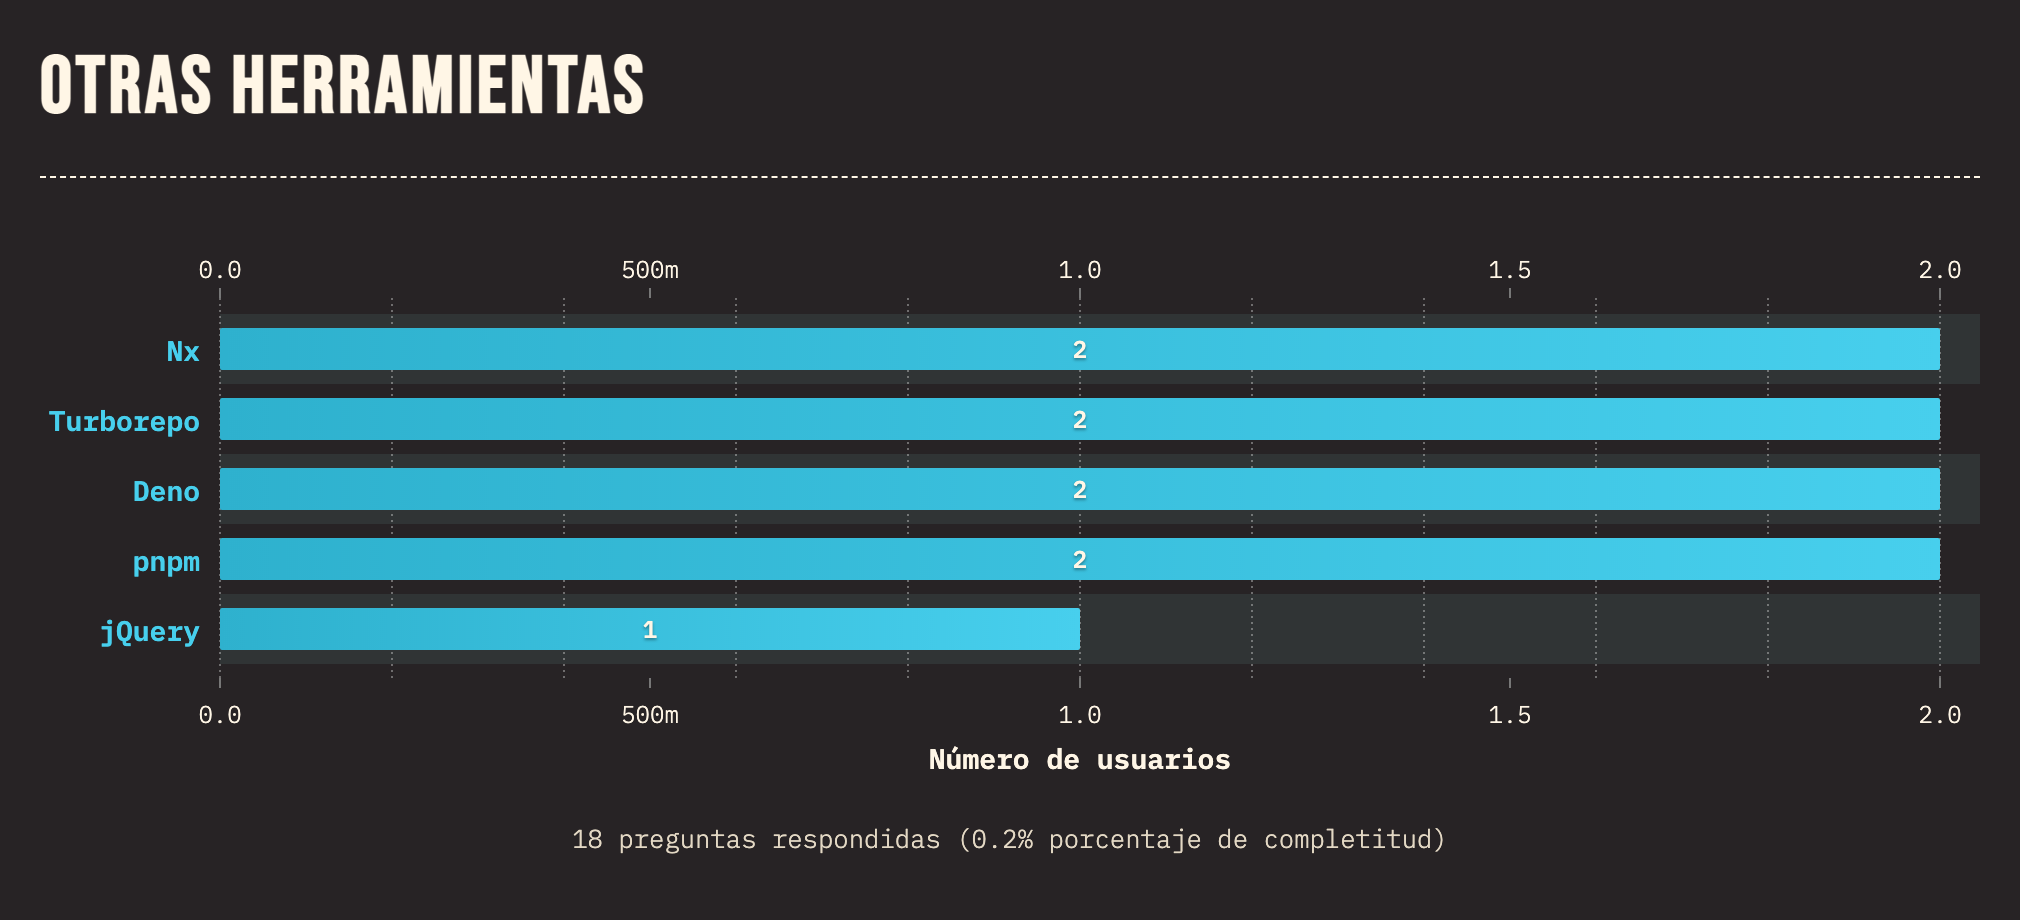 OTRAS HERRAMIENTAS
0.0 500m 1.0 1.5 2.0
Nx 2
Turborepo 2
Deno 2
pnpm 2
jQuery 1
0.0 500m 1.0 1.5 2.0
Número de usuarios
18 preguntas respondidas (0.2% porcentaje de completitud)